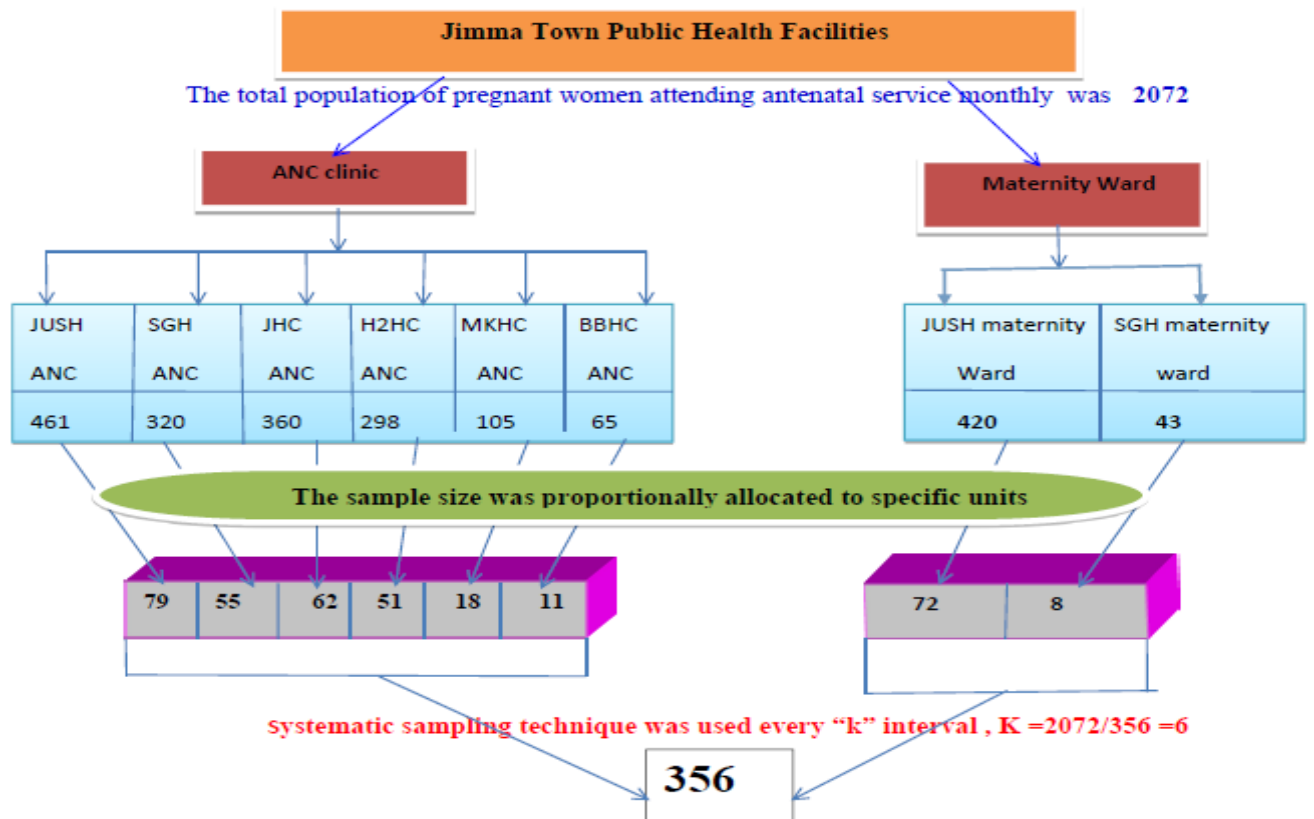 Jimma Town Public Health Facilities
The total population of pregnant women attending antenatal service monthly was 2072
ANC clinic
Maternity Ward
JUSH SGH JHC H2HC MKHC BBHC
ANC ANC ANC ANC ANC ANC
461 320 360 298 105 65
JUSH maternity SGH maternity
Ward ward
420 43
The sample size was proportionally allocated to specific units
79 55 62 51 18 11
72 8
Systematic sampling technique was used every “k” interval , K =2072/356 =6
356